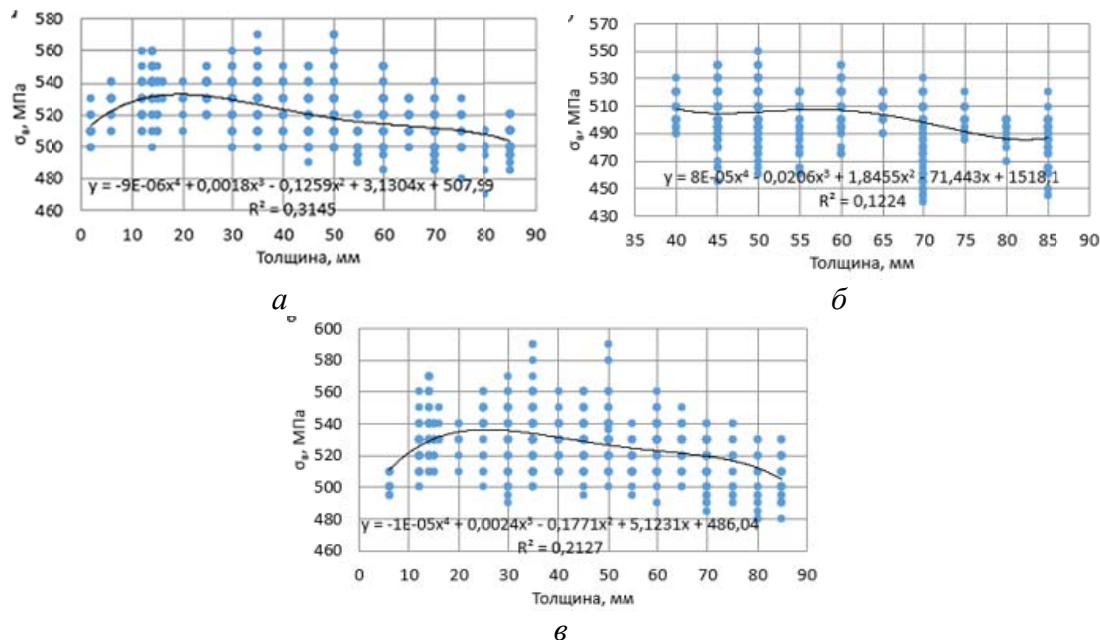 580
560
540
520
500
480
460
σв, МПа
y = -9E-06x⁴ + 0,0018x³ - 0,1259x² + 3,1304x + 507,99
R² = 0,3145
0 10 20 30 40 50 60 70 80 90
Толщина, мм
а
570
550
530
510
490
470
450
430
σв, МПа
y = 8E-05x⁴ - 0,0206x³ + 1,8455x² - 71,443x + 1518,1
R² = 0,1224
35 40 45 50 55 60 65 70 75 80 85 90
Толщина, мм
б
600
580
560
540
520
500
480
460
σв, МПа
y = -1E-05x⁴ + 0,0024x³ - 0,1771x² + 5,1231x + 486,04
R² = 0,2127
0 10 20 30 40 50 60 70 80 90
Толщина, мм
в